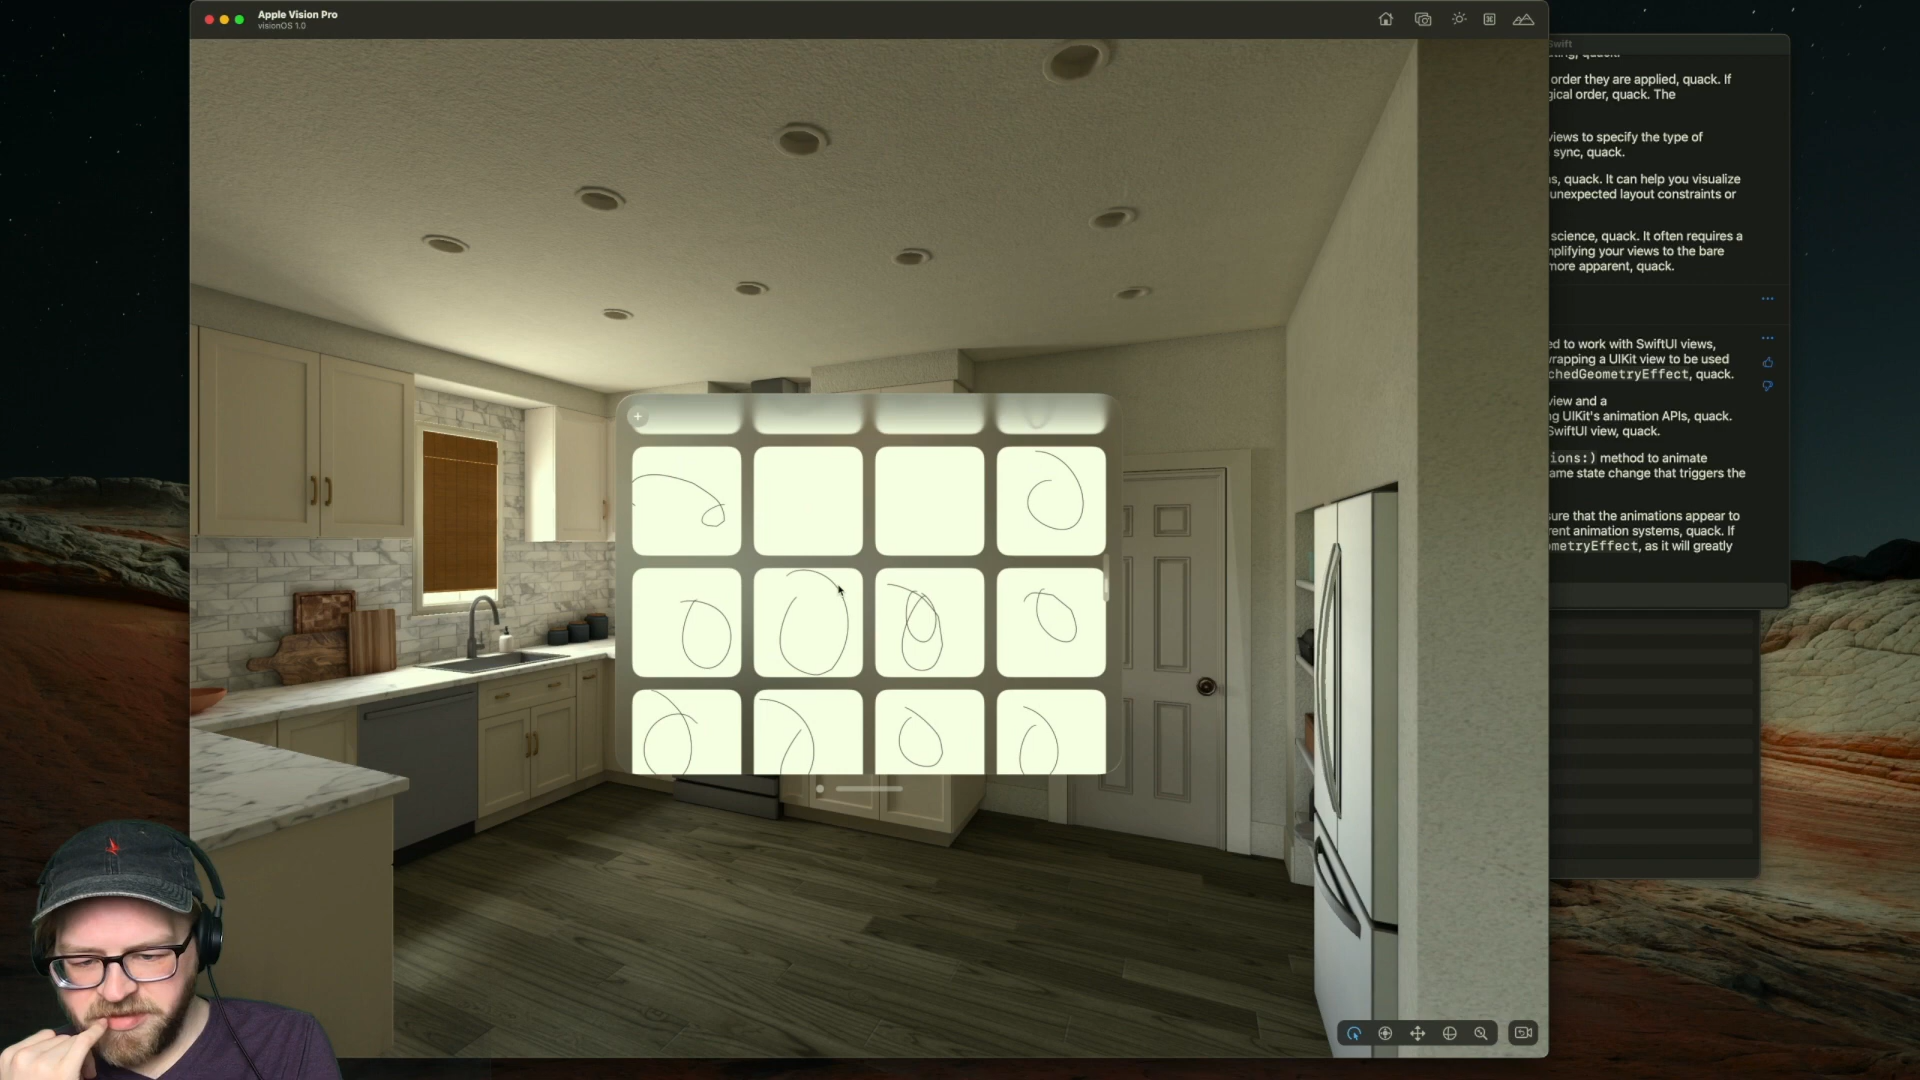 Apple Vision Pro
visionOS 1.0
Swift
order they are applied, quack. If
gical order, quack. The
views to specify the type of
sync, quack.
s, quack. It can help you visualize
unexpected layout constraints or
science, quack. It often requires a
mplifying your views to the bare
more apparent, quack.
ed to work with SwiftUI views,
wrapping a UIKit view to be used
chedGeometryEffect, quack.
view and a
ng UIKit's animation APIs, quack.
SwiftUI view, quack.
ions:) method to animate
ame state change that triggers the
sure that the animations appear to
rent animation systems, quack. If
ometryEffect, as it will greatly